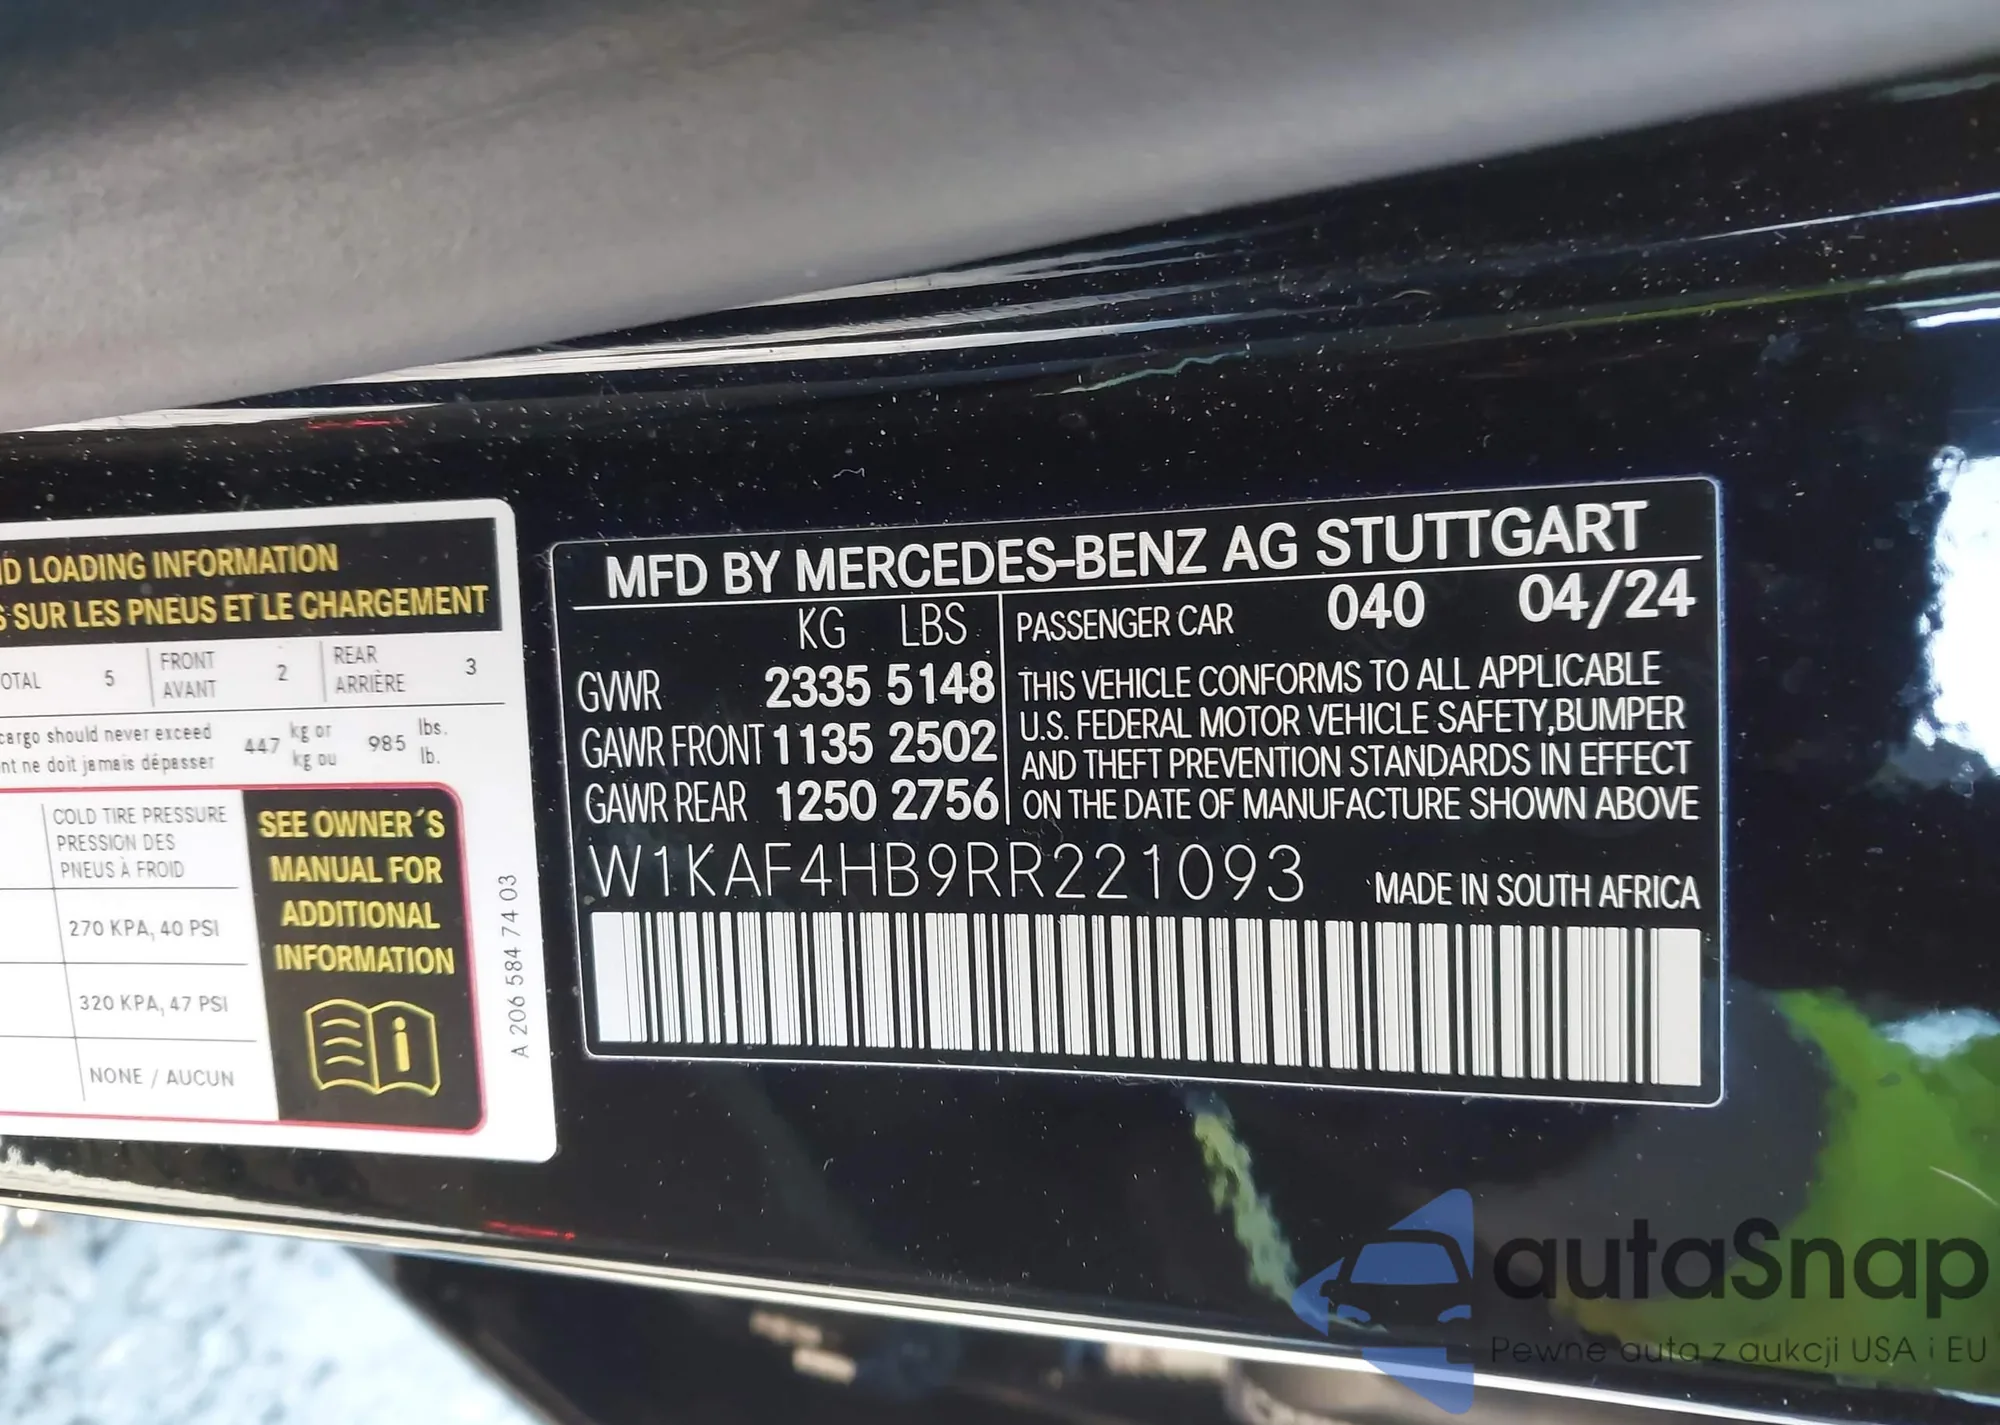 LOADING INFORMATION
SUR LES PNEUS ET LE CHARGEMENT
5 FRONT AVANT 2 REAR ARRIÈRE 3
cargo should never exceed 447 kg or 985 lbs.
ne doit jamais dépasser kg ou lb.
COLD TIRE PRESSURE
PRESSION DES
PNEUS À FROID
270 KPA, 40 PSI
320 KPA, 47 PSI
NONE / AUCUN
SEE OWNER´S
MANUAL FOR
ADDITIONAL
INFORMATION
A 206 584 74 03
MFD BY MERCEDES-BENZ AG STUTTGART
KG LBS
GVWR 2335 5148
GAWR FRONT 1135 2502
GAWR REAR 1250 2756
PASSENGER CAR 040 04/24
THIS VEHICLE CONFORMS TO ALL APPLICABLE
U.S. FEDERAL MOTOR VEHICLE SAFETY,BUMPER
AND THEFT PREVENTION STANDARDS IN EFFECT
ON THE DATE OF MANUFACTURE SHOWN ABOVE
W1KAF4HB9RR221093 MADE IN SOUTH AFRICA
autaSnap
Pewne auta z aukcji USA i EU